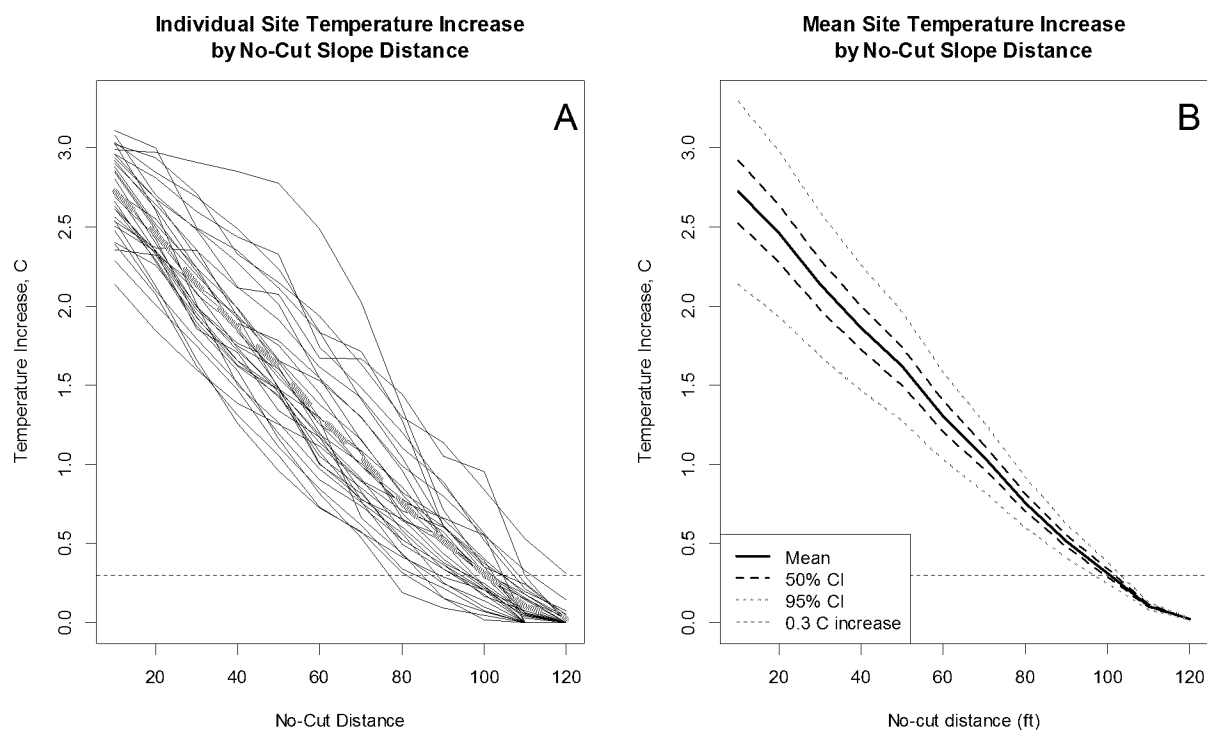 Individual Site Temperature Increase
by No-Cut Slope Distance
A
Temperature Increase, C
3.0
2.5
2.0
1.5
1.0
0.5
0.0
20 40 60 80 100 120
No-Cut Distance
Mean Site Temperature Increase
by No-Cut Slope Distance
B
Temperature Increase, C
3.0
2.5
2.0
1.5
1.0
0.5
0.0
Mean
50% CI
95% CI
0.3 C increase
20 40 60 80 100 120
No-cut distance (ft)